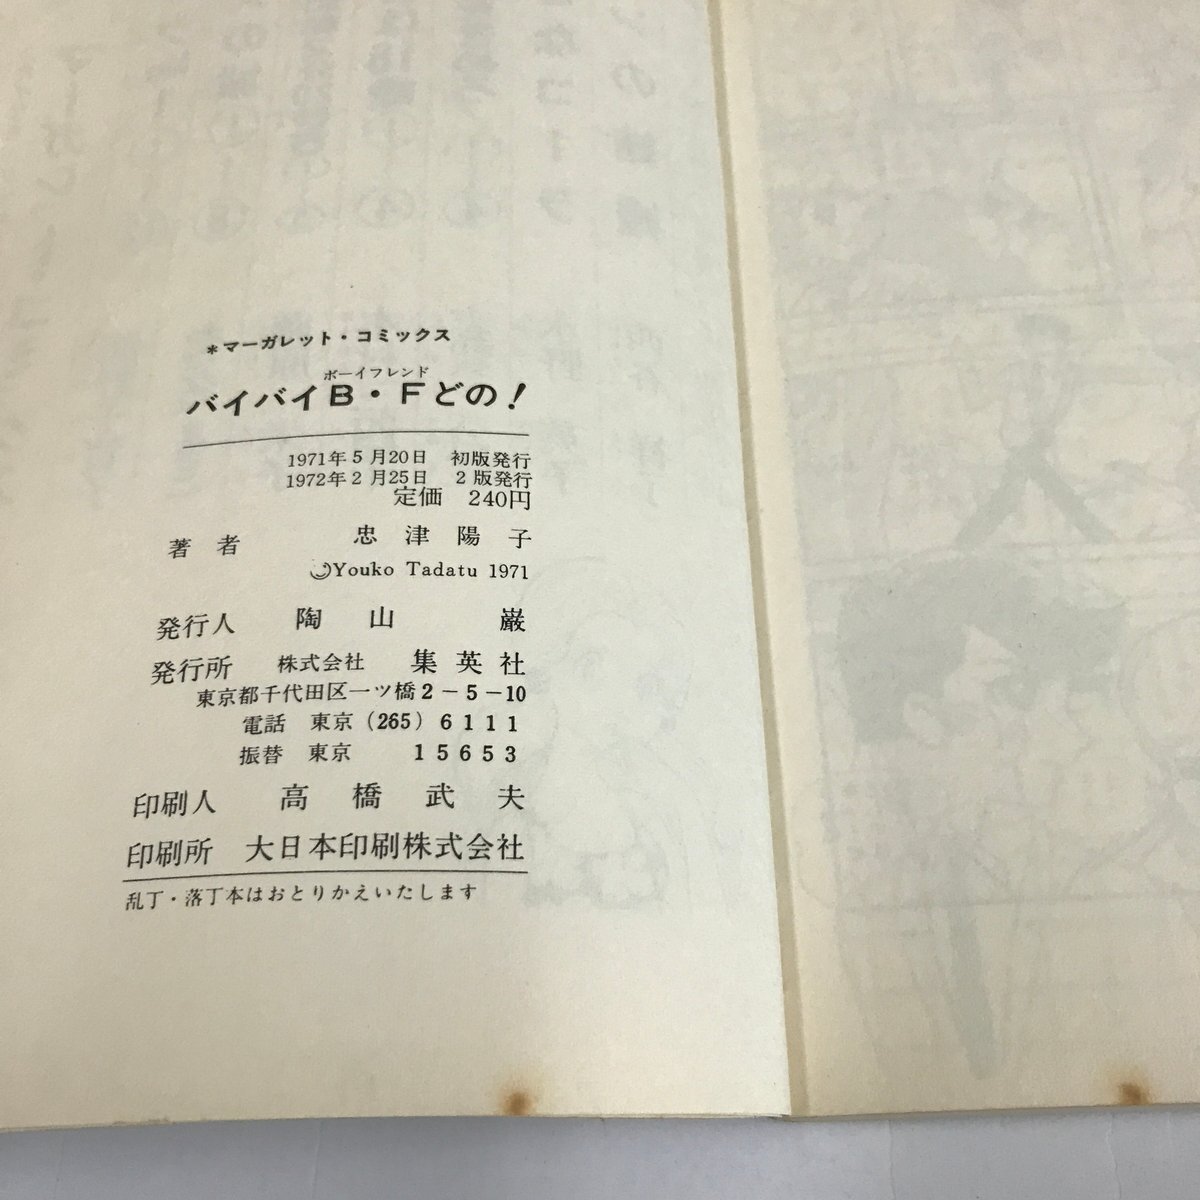 *マーガレット・コミックス
ボーイフレンド
バイバイB・Fどの!
1971年5月20日 初版発行
1972年2月25日 2版発行
定価 240円
著者 忠津陽子
©Youko Tadatu 1971
発行人 陶山 巌
発行所 株式会社 集英社
東京都千代田区一ツ橋2-5-10
電話 東京(265)6111
振替 東京 15653
印刷人 高橋武夫
印刷所 大日本印刷株式会社
乱丁・落丁本はおとりかえいたします